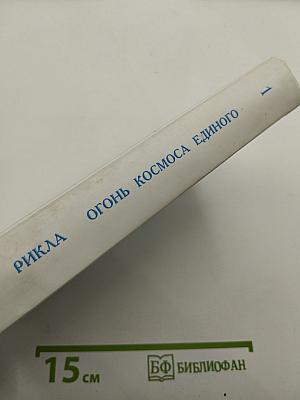 РИКЛА ОГОНЬ КОСМОСА ЕДИНОГО 1
15 см
БФ БИБЛИОФАН